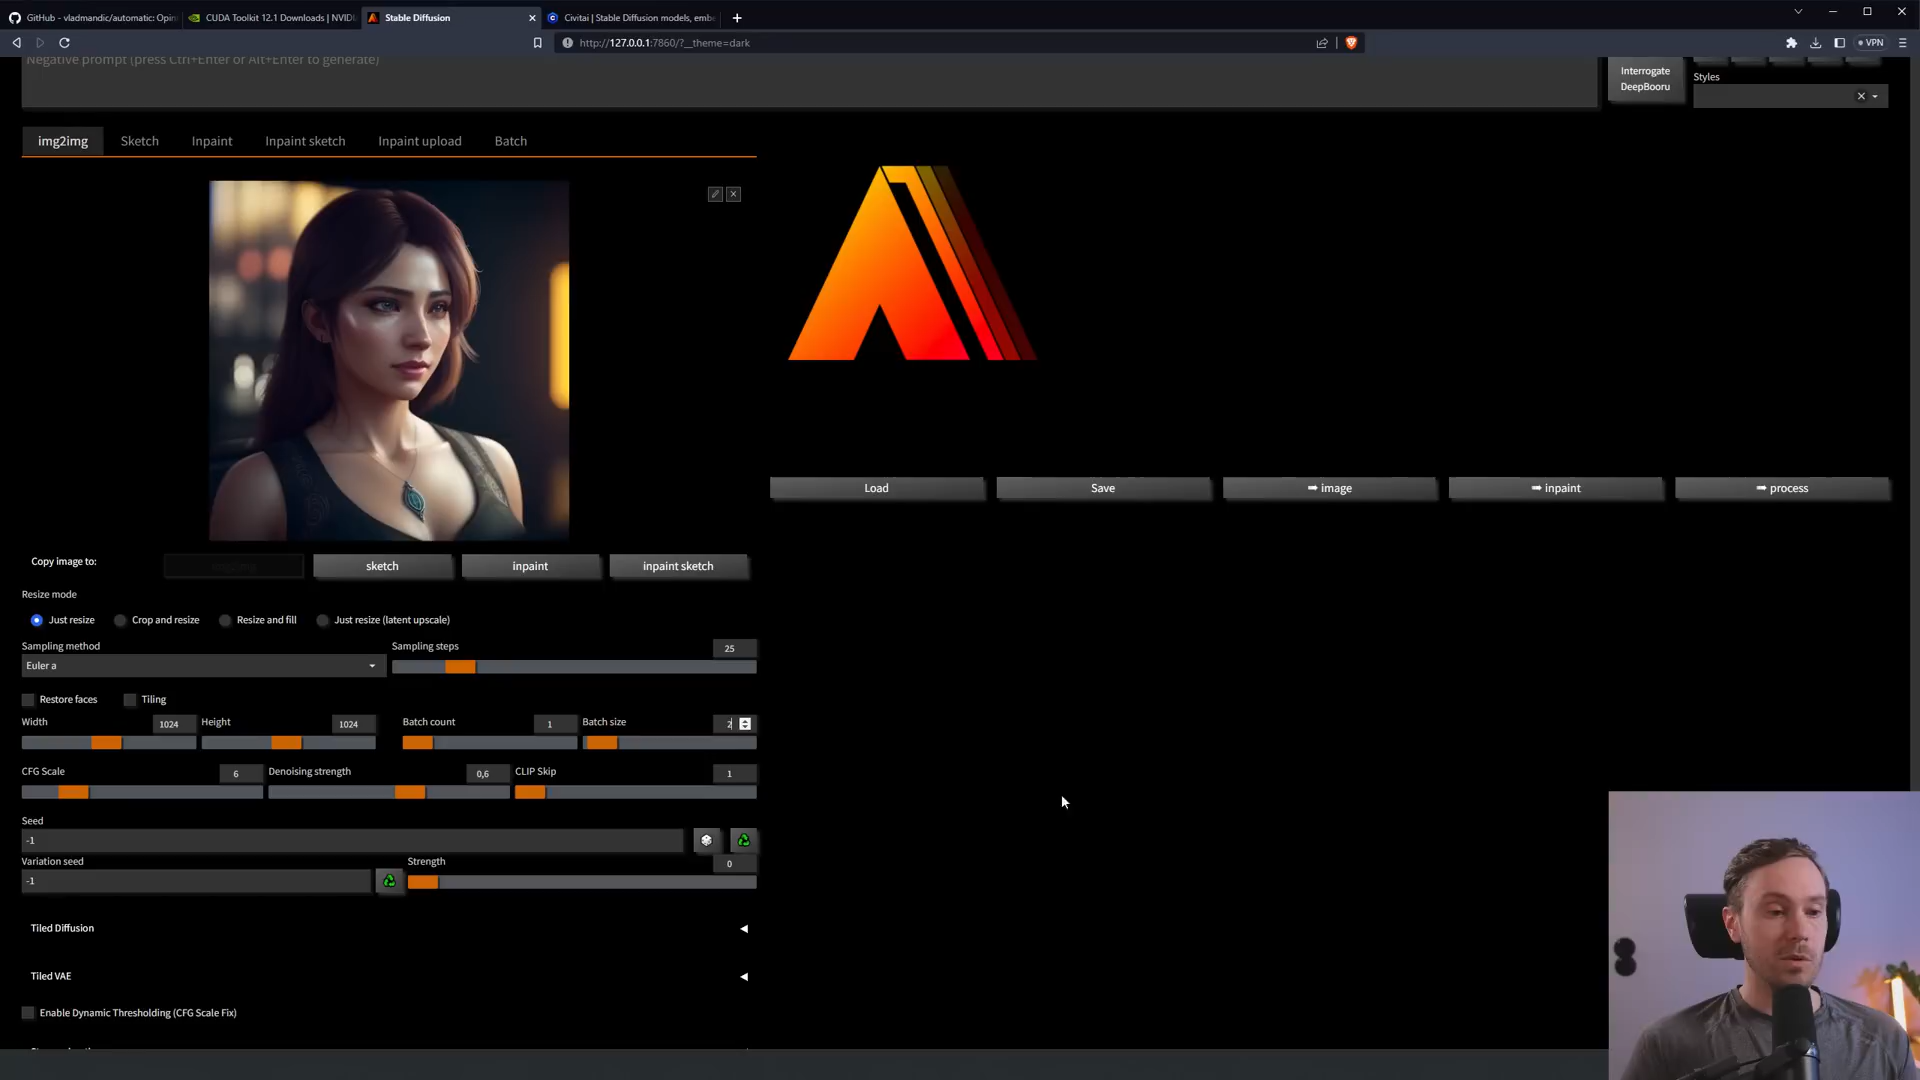 GitHub - vladmandic/automatic: Opin
CUDA Toolkit 12.1 Downloads | NVIDI
Stable Diffusion
Civitai | Stable Diffusion models, embe
http://127.0.0.1:7860/?__theme=dark
VPN
Negative prompt (press Ctrl+Enter or Alt+Enter to generate)
Interrogate
DeepBooru
Styles
img2img
Sketch
Inpaint
Inpaint sketch
Inpaint upload
Batch
Load
Save
➡ image
➡ inpaint
➡ process
Copy image to:
sketch
inpaint
inpaint sketch
Resize mode
Just resize
Crop and resize
Resize and fill
Just resize (latent upscale)
Sampling method
Sampling steps
25
Euler a
Restore faces
Tiling
Width
1024
Height
1024
Batch count
1
Batch size
2
CFG Scale
6
Denoising strength
0,6
CLIP Skip
1
Seed
-1
Variation seed
Strength
0
-1
Tiled Diffusion
Tiled VAE
Enable Dynamic Thresholding (CFG Scale Fix)